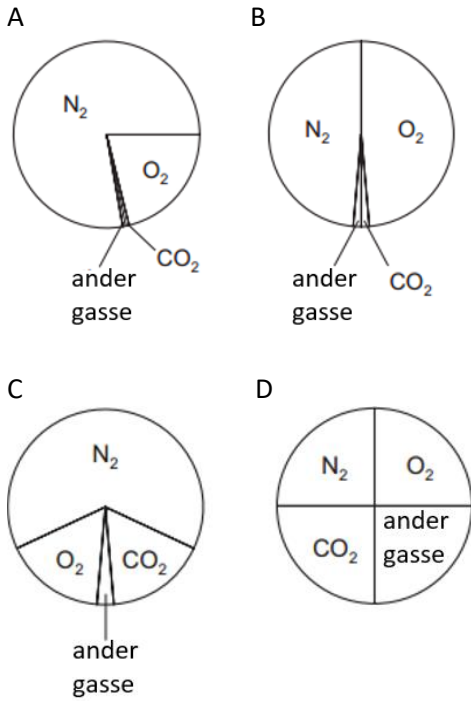 A
N₂
O₂
CO₂
ander
gasse
B
N₂
O₂
ander
gasse
CO₂
C
N₂
O₂
CO₂
ander
gasse
D
N₂
O₂
CO₂
ander
gasse